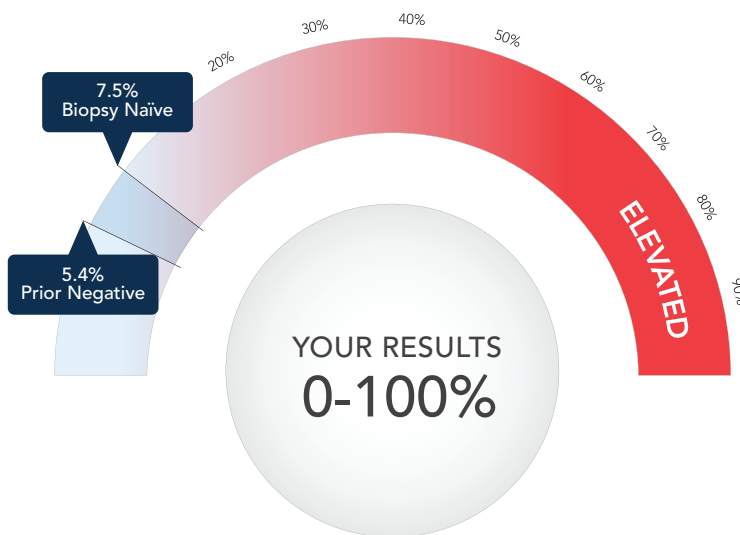 40%
30%
50%
20%
60%
7.5%
Biopsy Naïve
70%
80%
ELEVATED
5.4%
Prior Negative
90%
YOUR RESULTS
0-100%